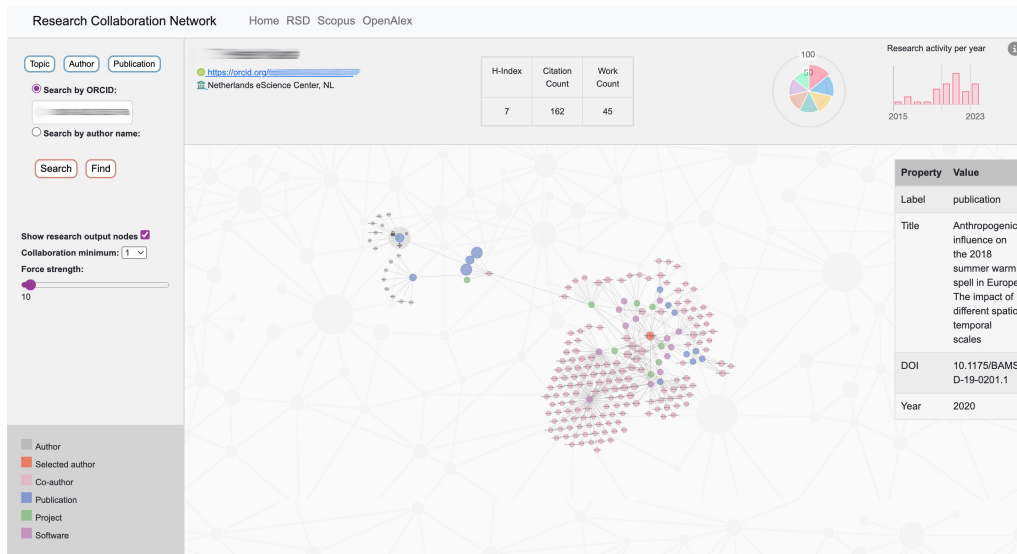 Research Collaboration Network Home RSD Scopus OpenAlex
Topic Author Publication
Search by ORCID:
Search by author name:
Search Find
Show research output nodes
Collaboration minimum: 1
Force strength:
10
Author
Selected author
Co-author
Publication
Project
Software
https://orcid.org/
Netherlands eScience Center, NL
H-Index Citation Count Work Count
7 162 45
100
50
Research activity per year
i
2015 2023
Property Value
Label publication
Title Anthropogenic
influence on
the 2018
summer warm
spell in Europe
The impact of
different spatio
temporal
scales
DOI 10.1175/BAMS
D-19-0201.1
Year 2020